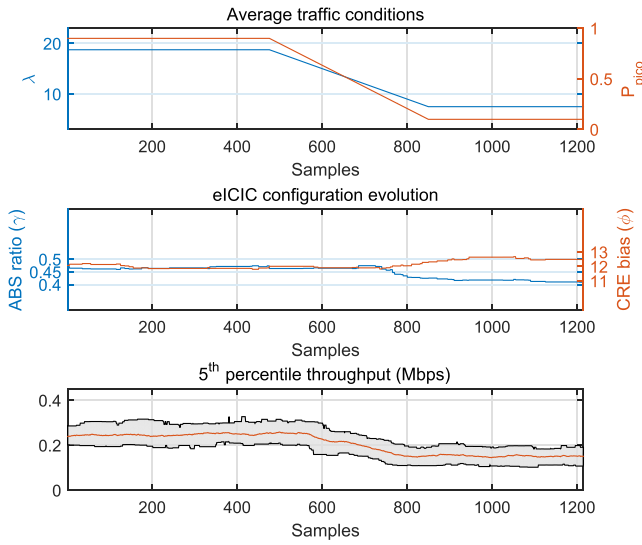 Average traffic conditions
20
10
λ
1
0.5
0
P_pico
200 400 600 800 1000 1200
Samples
eICIC configuration evolution
0.5
0.45
0.4
ABS ratio (γ)
13
12
11
CRE bias (ϕ)
200 400 600 800 1000 1200
Samples
5th percentile throughput (Mbps)
0.4
0.2
0
200 400 600 800 1000 1200
Samples